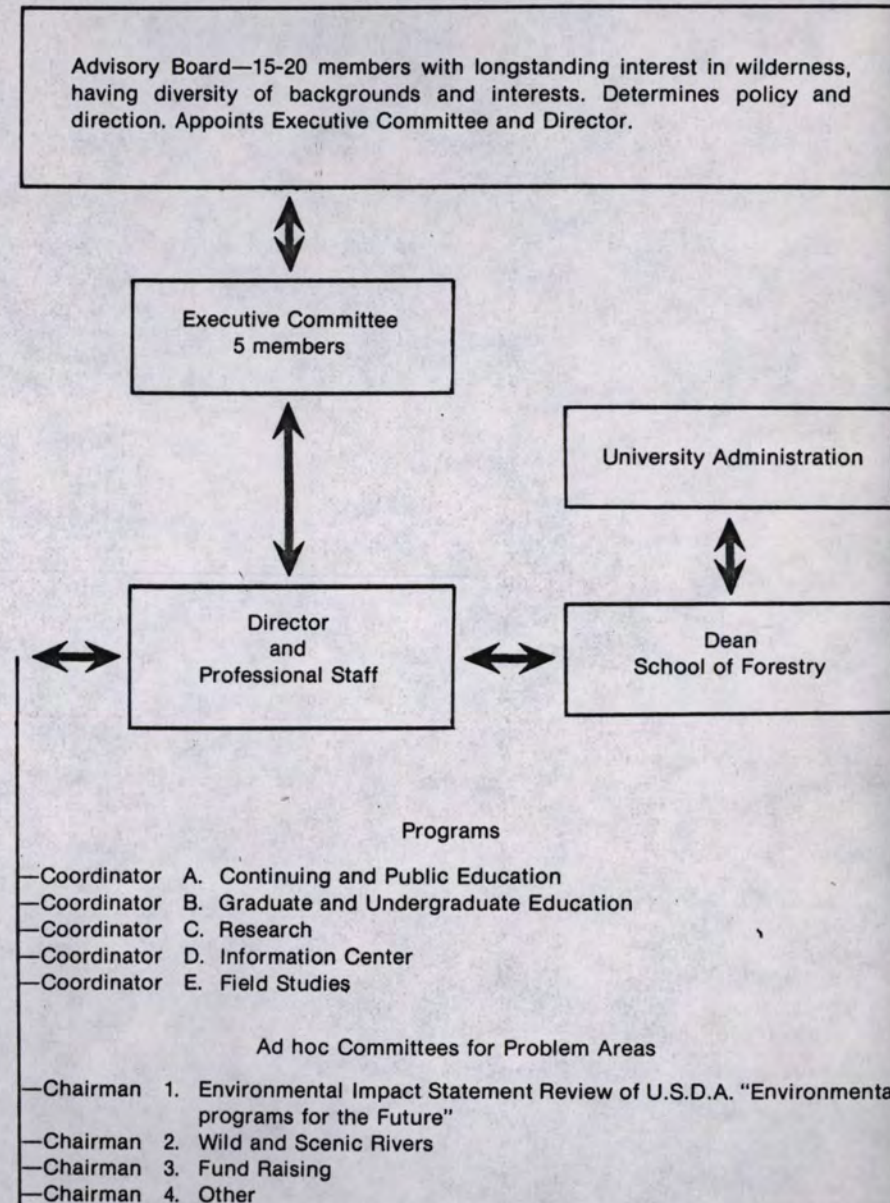 Advisory Board—15-20 members with longstanding interest in wilderness,
having diversity of backgrounds and interests. Determines policy and
direction. Appoints Executive Committee and Director.
Executive Committee
5 members
University Administration
Director
and
Professional Staff
Dean
School of Forestry
Programs
—Coordinator A. Continuing and Public Education
—Coordinator B. Graduate and Undergraduate Education
—Coordinator C. Research
—Coordinator D. Information Center
—Coordinator E. Field Studies
Ad hoc Committees for Problem Areas
—Chairman 1. Environmental Impact Statement Review of U.S.D.A. “Environmenta
programs for the Future”
—Chairman 2. Wild and Scenic Rivers
—Chairman 3. Fund Raising
—Chairman 4. Other